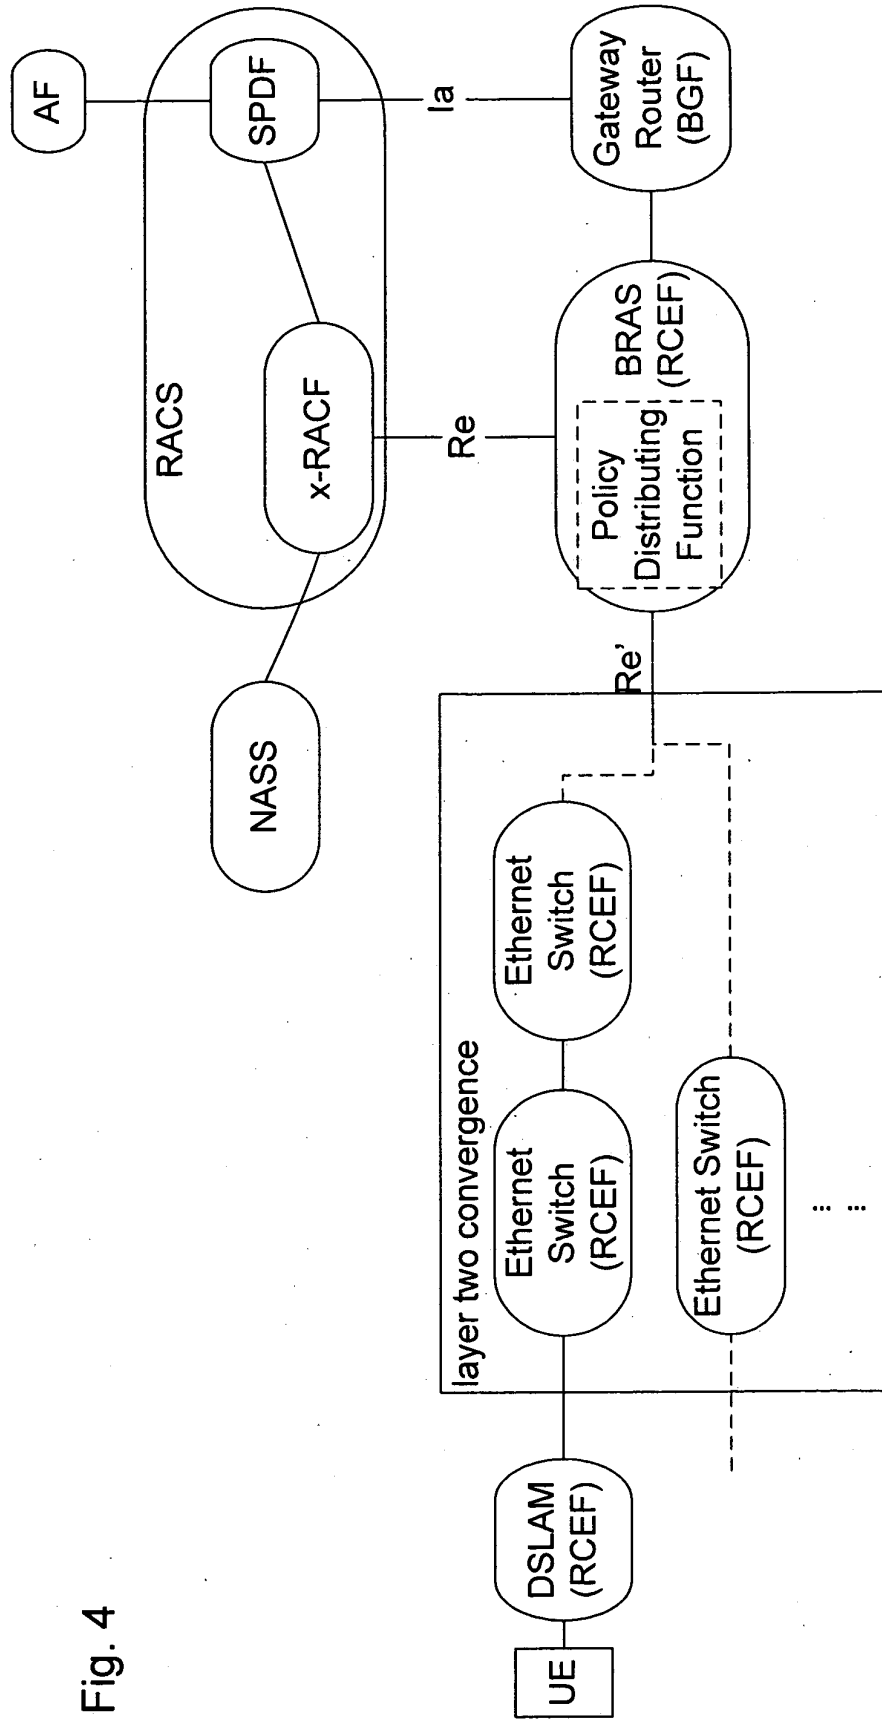 Fig. 4
AF
RACS
SPDF
x-RACF
NASS
Re
Ia
layer two convergence
Re'
UE
DSLAM
(RCEF)
Ethernet
Switch
(RCEF)
Ethernet
Switch
(RCEF)
Ethernet Switch
(RCEF)
... ...
Policy
Distributing
Function
BRAS
(RCEF)
Gateway
Router
(BGF)